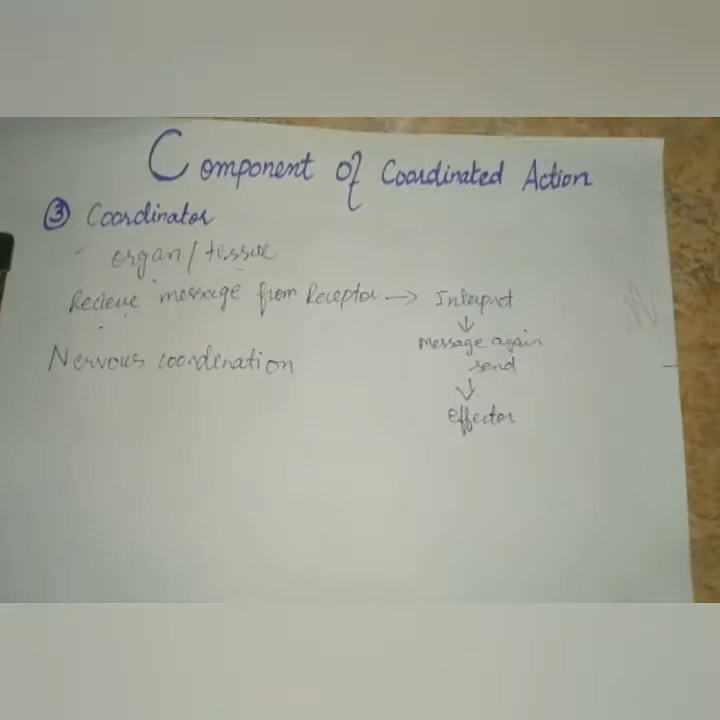 Component of Coordinated Action
③ Coordinator
organ/tissue
Recieve message from Receptor → Interpret
↓
message again
send
↓
effector
Nervous coordination